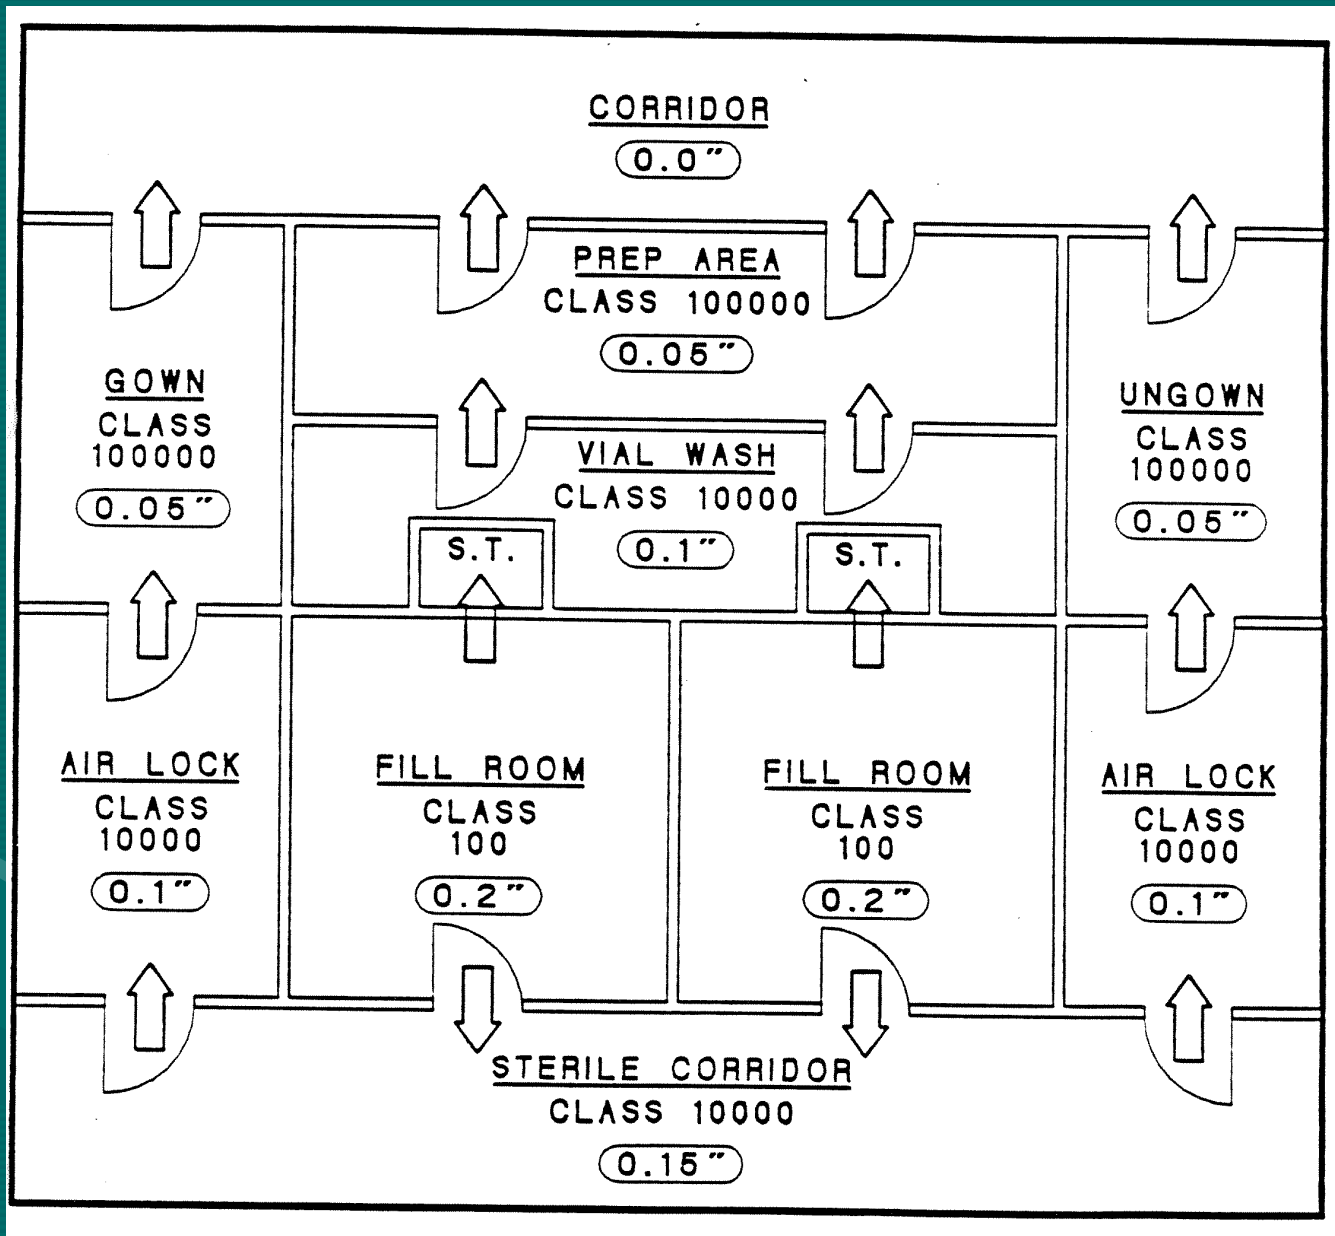 CORRIDOR
0.0"
PREP AREA
CLASS 100000
0.05"
GOWN
CLASS
100000
0.05"
UNGOWN
CLASS
100000
0.05"
VIAL WASH
CLASS 10000
0.1"
S.T.
S.T.
AIR LOCK
CLASS
10000
0.1"
FILL ROOM
CLASS
100
0.2"
FILL ROOM
CLASS
100
0.2"
AIR LOCK
CLASS
10000
0.1"
STERILE CORRIDOR
CLASS 10000
0.15"